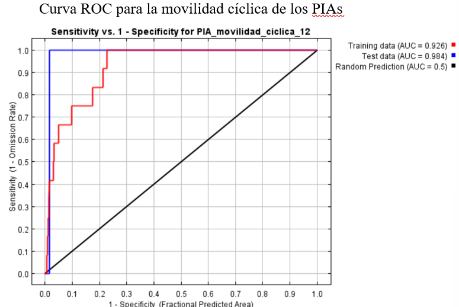 Curva ROC para la movilidad cíclica de los PIAs
Sensitivity vs. 1 - Specificity for PIA_movilidad_ciclica_12
Training data (AUC = 0.926)
Test data (AUC = 0.984)
Random Prediction (AUC = 0.5)
Sensitivity (1 - Omission Rate)
1.0
0.9
0.8
0.7
0.6
0.5
0.4
0.3
0.2
0.1
0.0
0.0 0.1 0.2 0.3 0.4 0.5 0.6 0.7 0.8 0.9 1.0
1 - Specificity (Fractional Predicted Area)